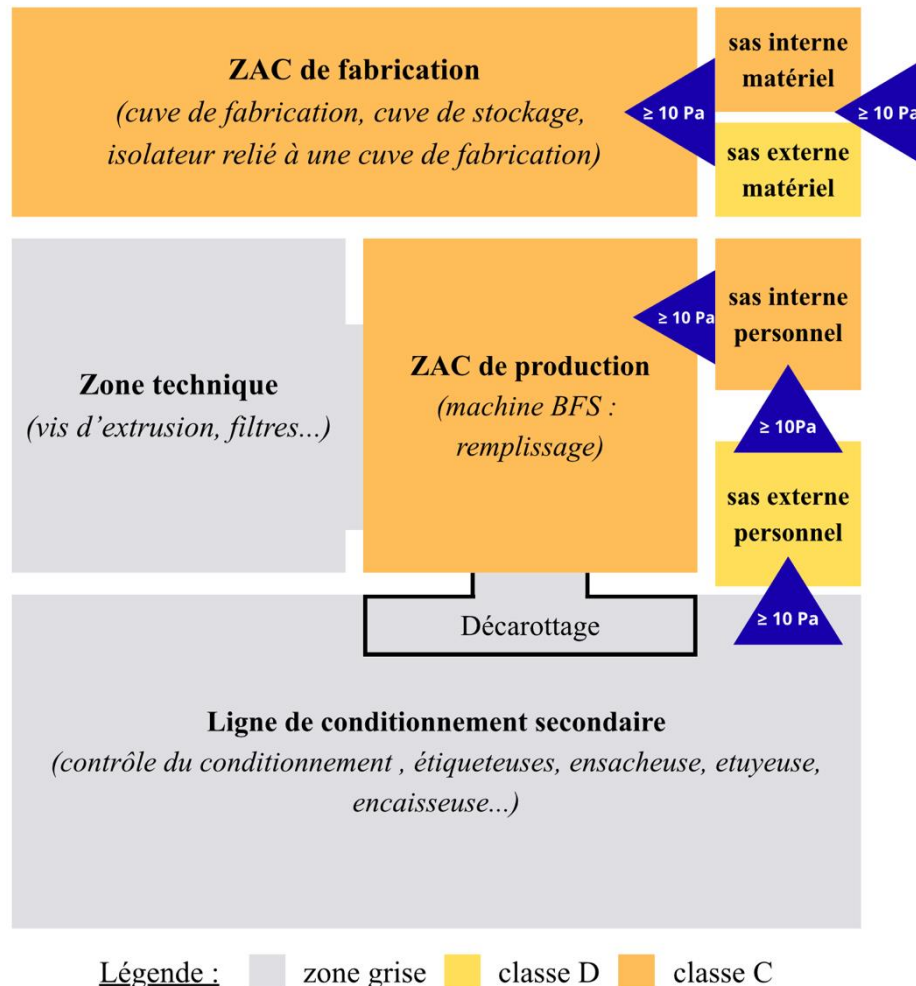 ZAC de fabrication
(cuve de fabrication, cuve de stockage,
isolateur relié à une cuve de fabrication)
≥ 10 Pa
sas interne
matériel
≥ 10 Pa
sas externe
matériel
Zone technique
(vis d'extrusion, filtres...)
ZAC de production
(machine BFS :
remplissage)
≥ 10 Pa
sas interne
personnel
≥ 10Pa
sas externe
personnel
≥ 10 Pa
Décarottage
Ligne de conditionnement secondaire
(contrôle du conditionnement , étiqueteuses, ensacheuse, etuyeuse,
encaisseuse...)
Légende : zone grise classe D classe C